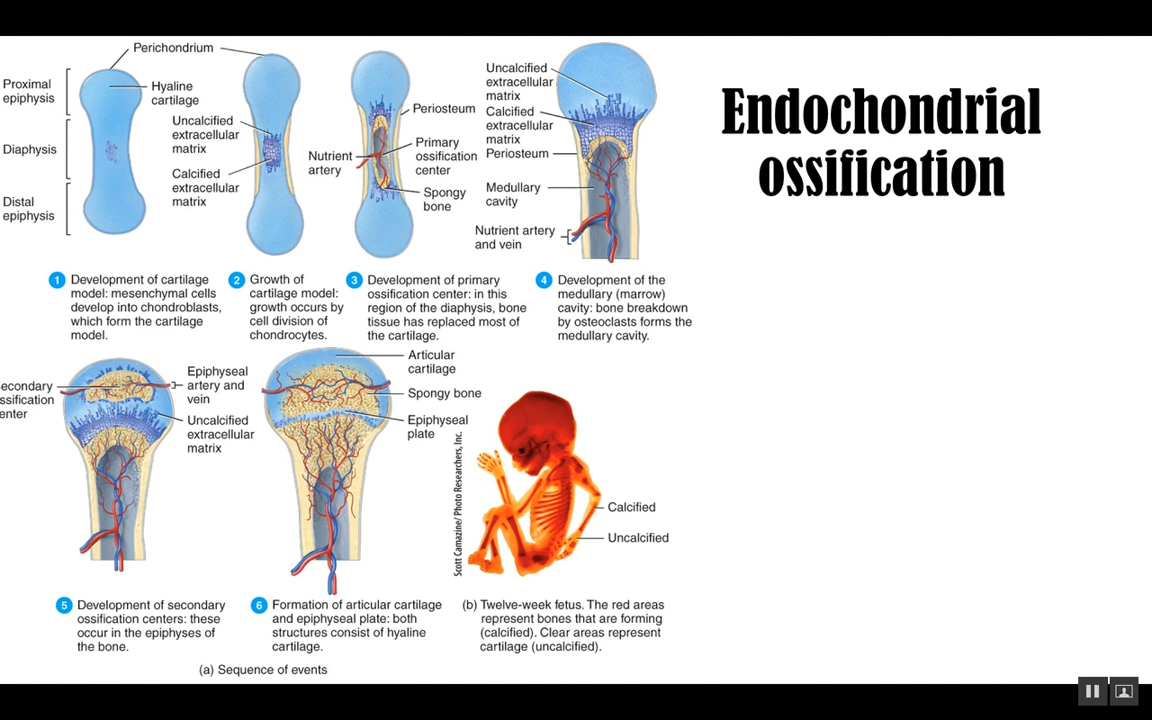 Endochondrial
ossification
Perichondrium
Proximal
epiphysis
Hyaline
cartilage
Diaphysis
Distal
epiphysis
Uncalcified
extracellular
matrix
Calcified
extracellular
matrix
Periosteum
Nutrient
artery
Primary
ossification
center
Spongy
bone
Uncalcified
extracellular
matrix
Calcified
extracellular
matrix
Periosteum
Medullary
cavity
Nutrient artery
and vein
1 Development of cartilage
model: mesenchymal cells
develop into chondroblasts,
which form the cartilage
model.
2 Growth of
cartilage model:
growth occurs by
cell division of
chondrocytes.
3 Development of primary
ossification center: in this
region of the diaphysis, bone
tissue has replaced most of
the cartilage.
4 Development of the
medullary (marrow)
cavity: bone breakdown
by osteoclasts forms the
medullary cavity.
econdary
ssification
enter
Epiphyseal
artery and
vein
Uncalcified
extracellular
matrix
Articular
cartilage
Spongy bone
Epiphyseal
plate
Scott Camazine/ Photo Researchers, Inc.
Calcified
Uncalcified
5 Development of secondary
ossification centers: these
occur in the epiphyses of
the bone.
6 Formation of articular cartilage
and epiphyseal plate: both
structures consist of hyaline
cartilage.
(b) Twelve-week fetus. The red areas
represent bones that are forming
(calcified). Clear areas represent
cartilage (uncalcified).
(a) Sequence of events